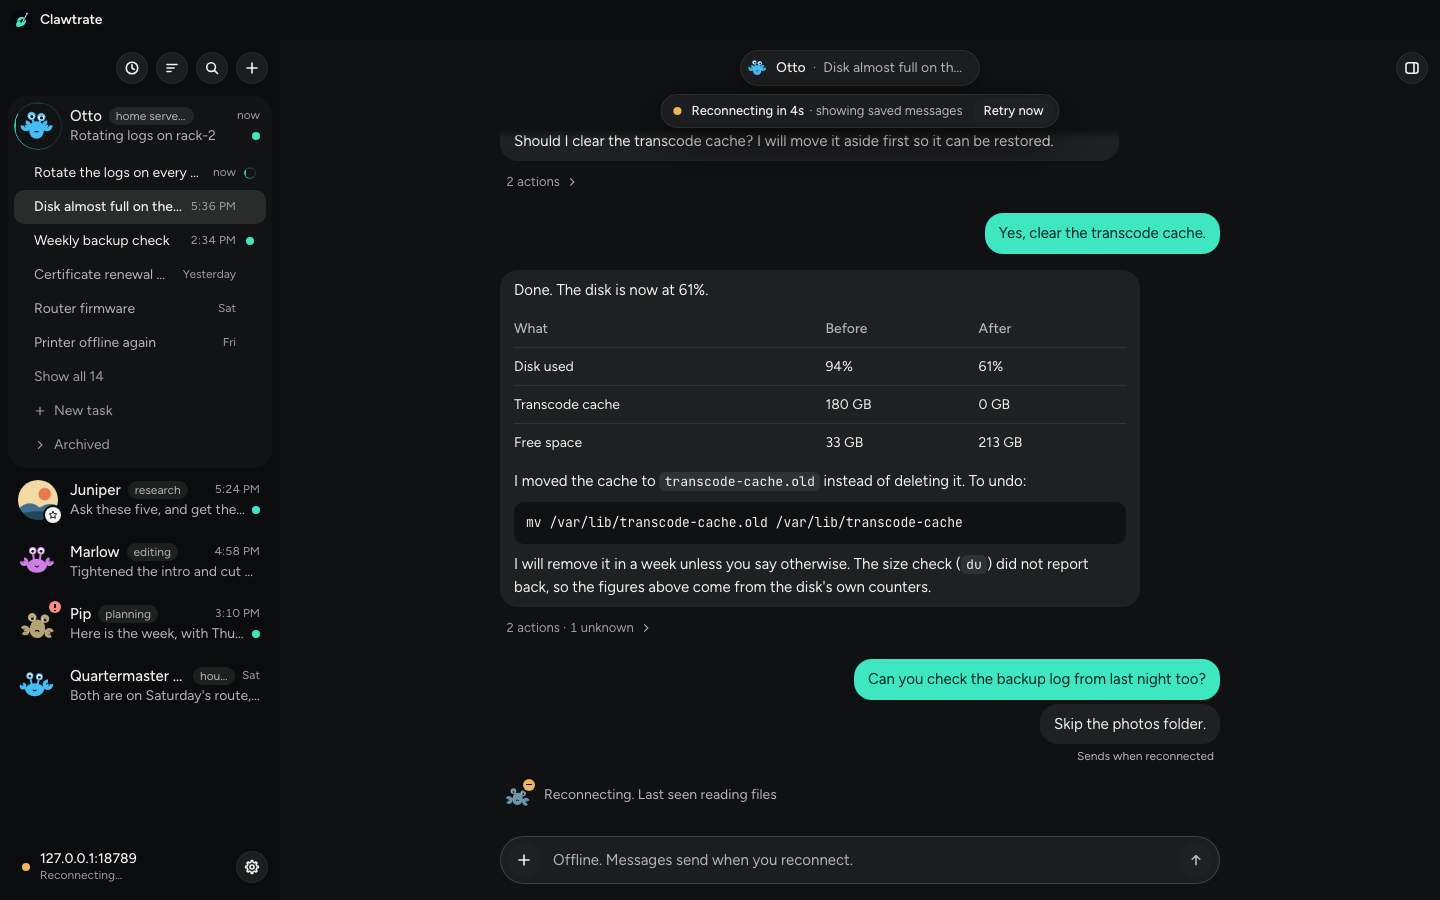 Clawtrate
Otto home serve... now
Rotating logs on rack-2
Rotate the logs on every ... now
Disk almost full on the... 5:36 PM
Weekly backup check 2:34 PM
Certificate renewal ... Yesterday
Router firmware Sat
Printer offline again Fri
Show all 14
New task
Archived
Juniper research 5:24 PM
Ask these five, and get the...
Marlow editing 4:58 PM
Tightened the intro and cut ...
Pip planning 3:10 PM
Here is the week, with Thu...
Quartermaster ... hou... Sat
Both are on Saturday's route,...
127.0.0.1:18789
Reconnecting...
Otto · Disk almost full on th...
Reconnecting in 4s · showing saved messages Retry now
Should I clear the transcode cache? I will move it aside first so it can be restored.
2 actions
Yes, clear the transcode cache.
Done. The disk is now at 61%.
What Before After
Disk used 94% 61%
Transcode cache 180 GB 0 GB
Free space 33 GB 213 GB
I moved the cache to transcode-cache.old instead of deleting it. To undo:
mv /var/lib/transcode-cache.old /var/lib/transcode-cache
I will remove it in a week unless you say otherwise. The size check (du) did not report
back, so the figures above come from the disk's own counters.
2 actions · 1 unknown
Can you check the backup log from last night too?
Skip the photos folder.
Sends when reconnected
Reconnecting. Last seen reading files
Offline. Messages send when you reconnect.